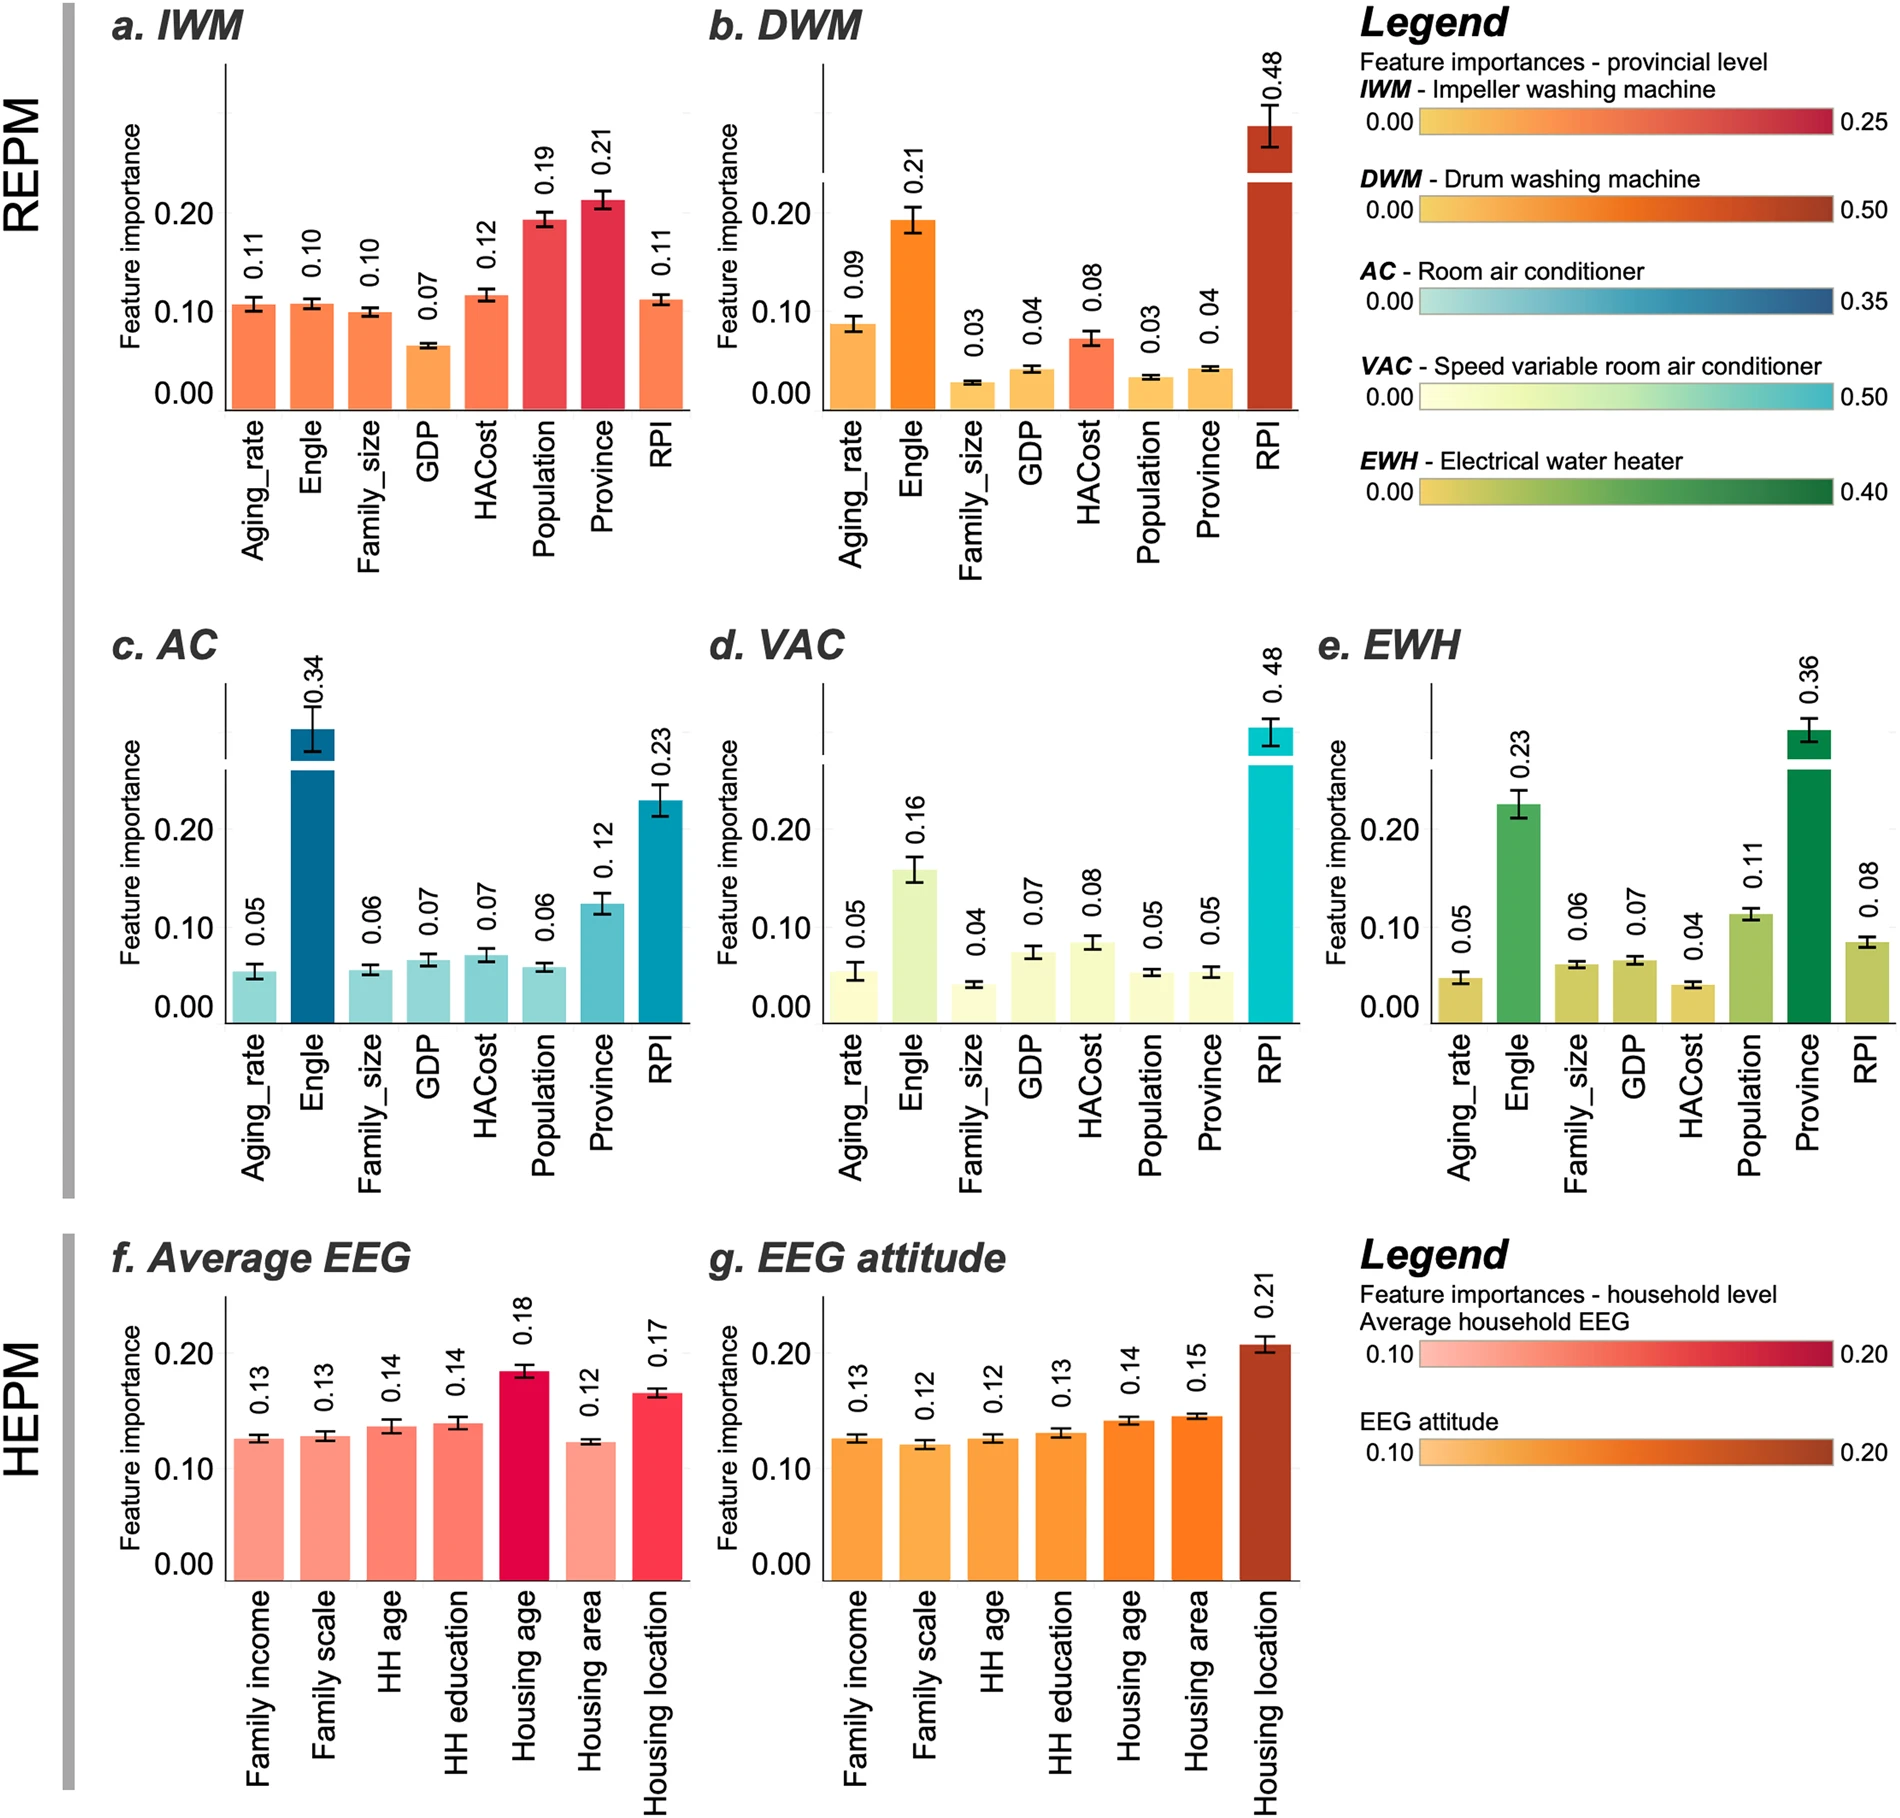 REPM
a. IWM
Feature importance
0.20
0.10
0.00
0.11
0.10
0.10
0.07
0.12
0.19
0.21
0.11
Aging_rate
Engle
Family_size
GDP
HACost
Population
Province
RPI
b. DWM
Feature importance
0.20
0.10
0.00
0.09
0.21
0.03
0.04
0.08
0.03
0. 04
0.48
Aging_rate
Engle
Family_size
GDP
HACost
Population
Province
RPI
Legend
Feature importances - provincial level
IWM - Impeller washing machine
0.00 0.25
DWM - Drum washing machine
0.00 0.50
AC - Room air conditioner
0.00 0.35
VAC - Speed variable room air conditioner
0.00 0.50
EWH - Electrical water heater
0.00 0.40
c. AC
Feature importance
0.20
0.10
0.00
0.05
0.34
0.06
0.07
0.07
0.06
0. 12
0.23
Aging_rate
Engle
Family_size
GDP
HACost
Population
Province
RPI
d. VAC
Feature importance
0.20
0.10
0.00
0.05
0.16
0.04
0.07
0.08
0.05
0.05
0. 48
Aging_rate
Engle
Family_size
GDP
HACost
Population
Province
RPI
e. EWH
Feature importance
0.20
0.10
0.00
0.05
0.23
0.06
0.07
0.04
0.11
0.36
0. 08
Aging_rate
Engle
Family_size
GDP
HACost
Population
Province
RPI
HEPM
f. Average EEG
Feature importance
0.20
0.10
0.00
0.13
0.13
0.14
0.14
0.18
0.12
0.17
Family income
Family scale
HH age
HH education
Housing age
Housing area
Housing location
g. EEG attitude
Feature importance
0.20
0.10
0.00
0.13
0.12
0.12
0.13
0.14
0.15
0.21
Family income
Family scale
HH age
HH education
Housing age
Housing area
Housing location
Legend
Feature importances - household level
Average household EEG
0.10 0.20
EEG attitude
0.10 0.20